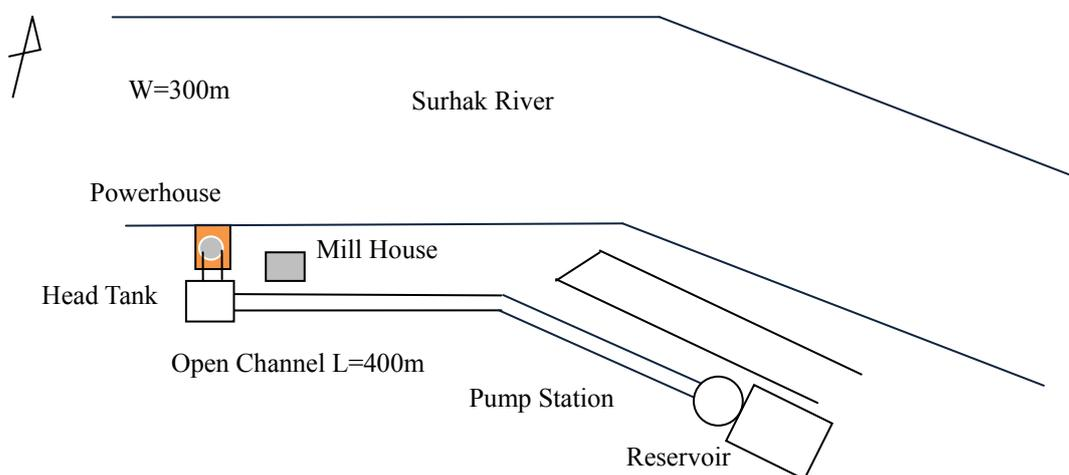 W=300m
Surhak River
Powerhouse
Mill House
Head Tank
Open Channel L=400m
Pump Station
Reservoir